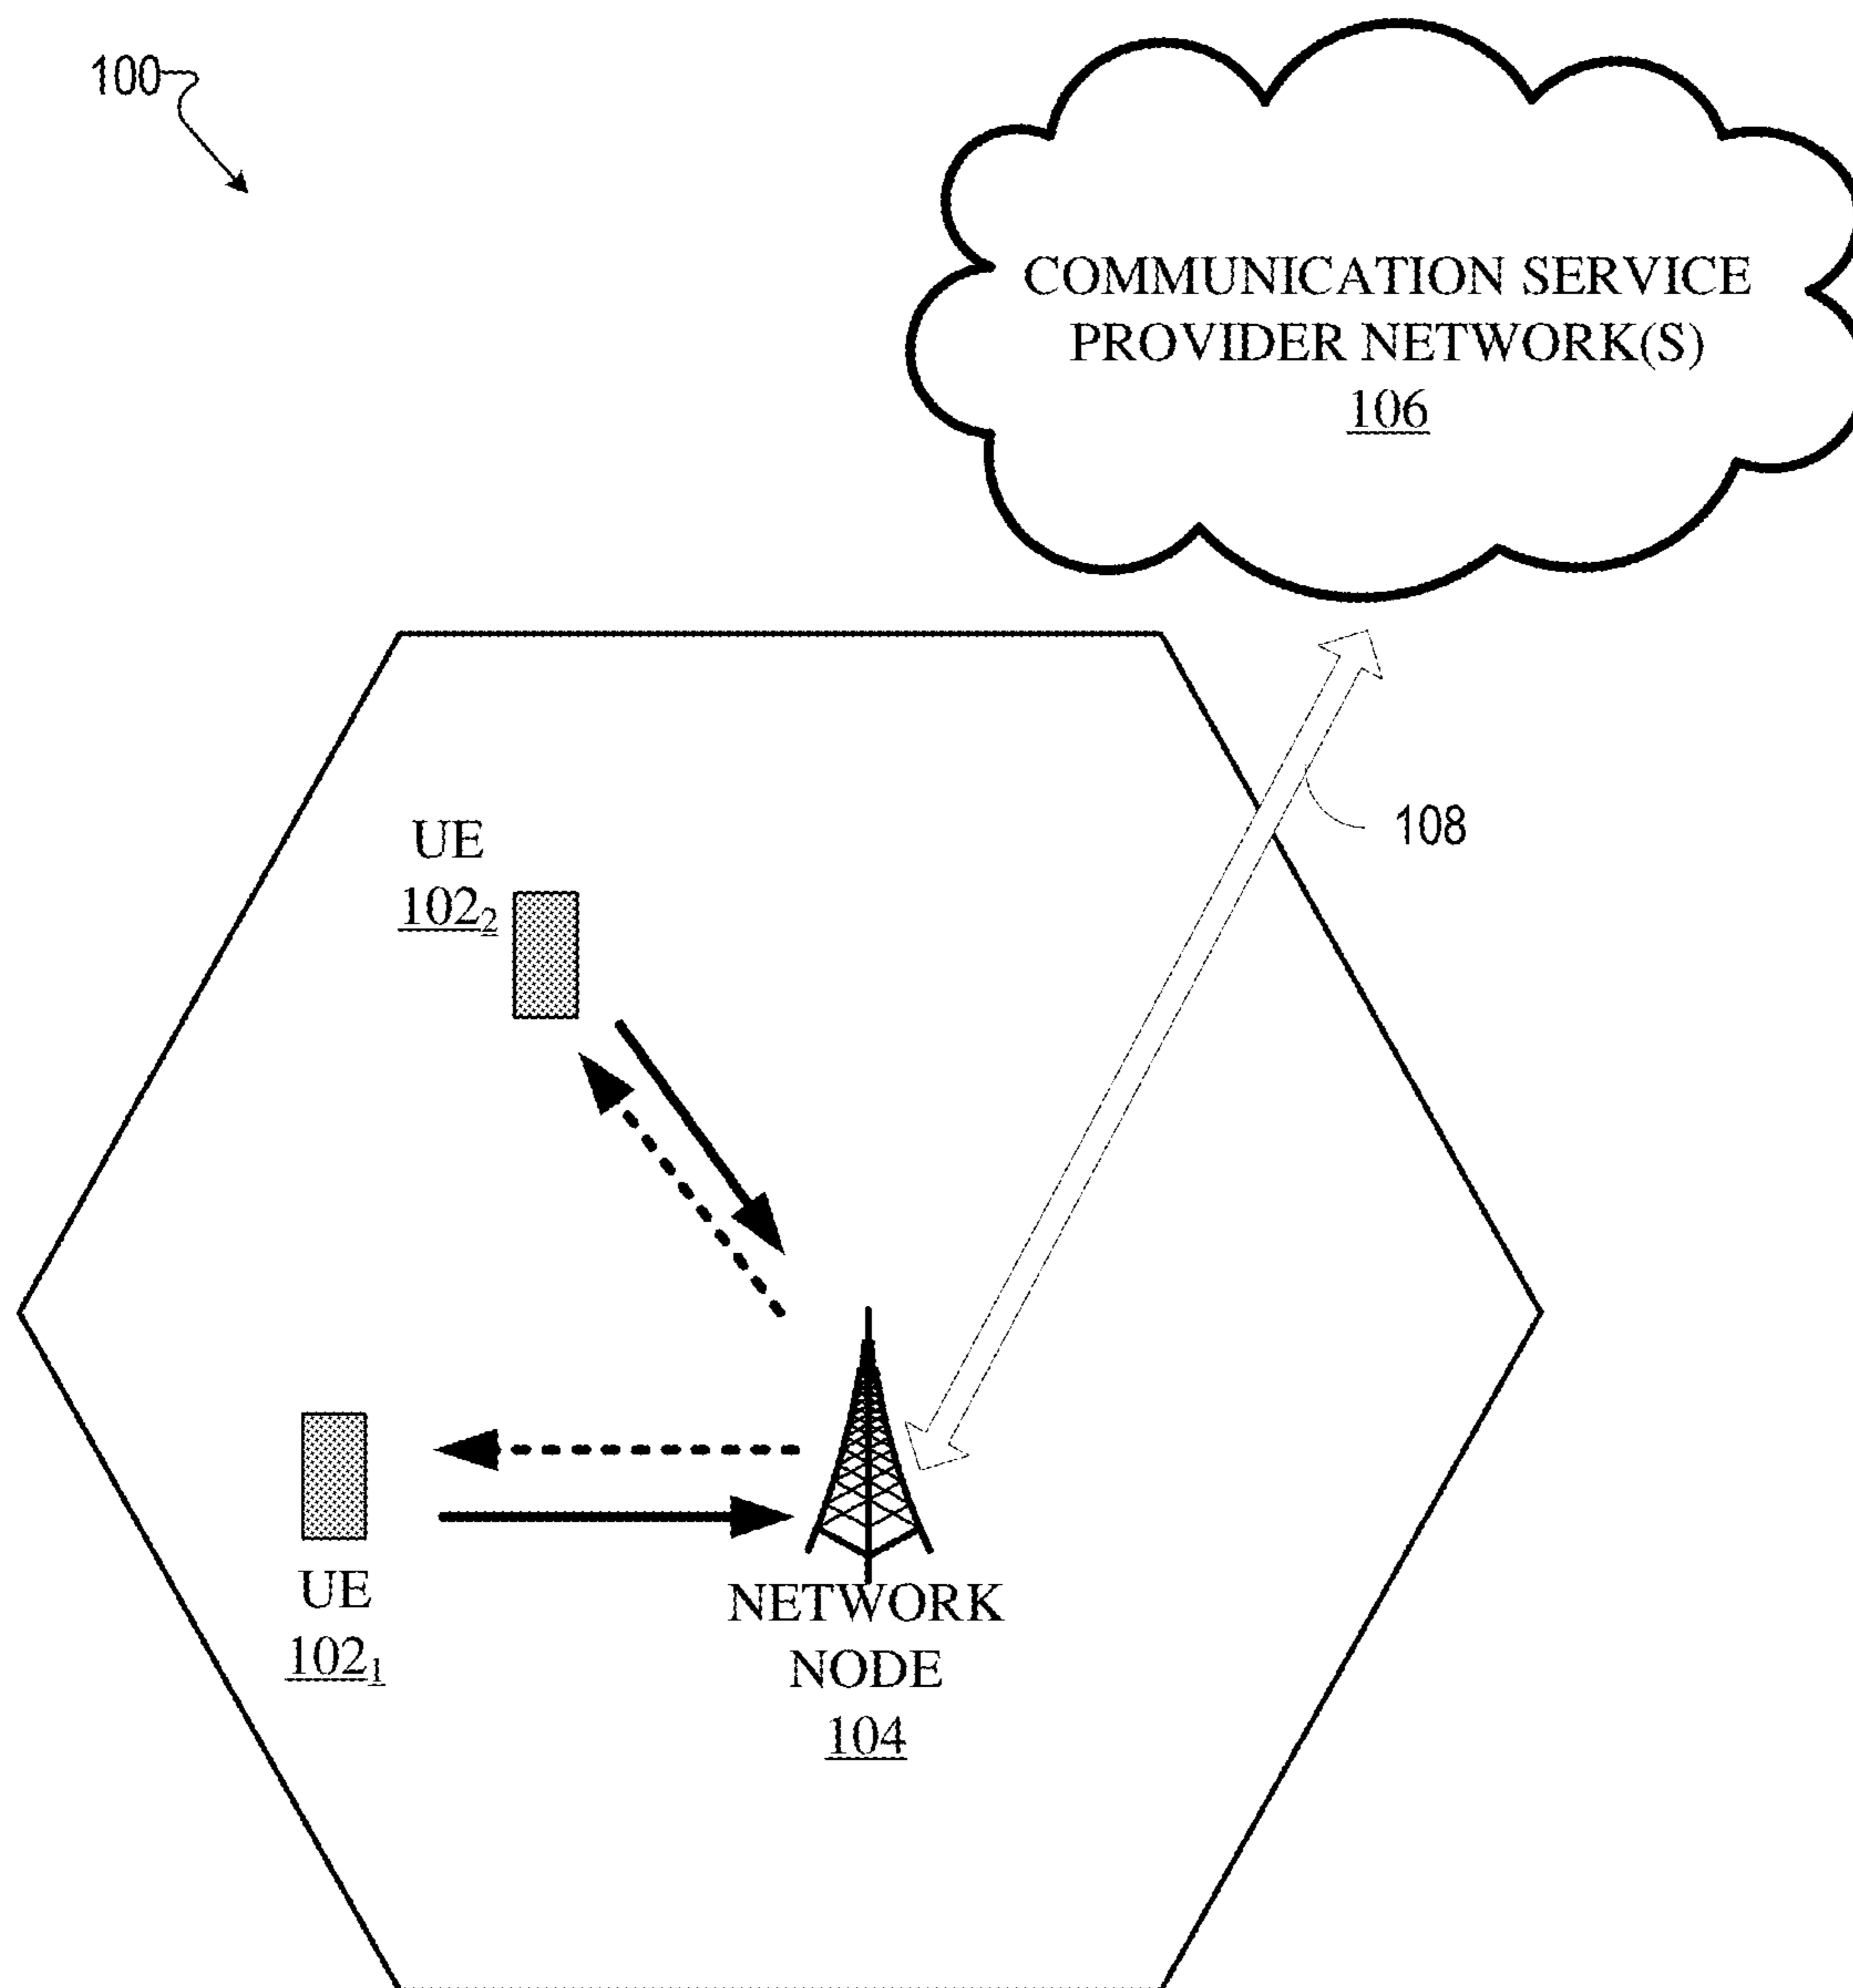 100
COMMUNICATION SERVICE
PROVIDER NETWORK(S)
106
108
UE
102₂
UE
102₁
NETWORK
NODE
104